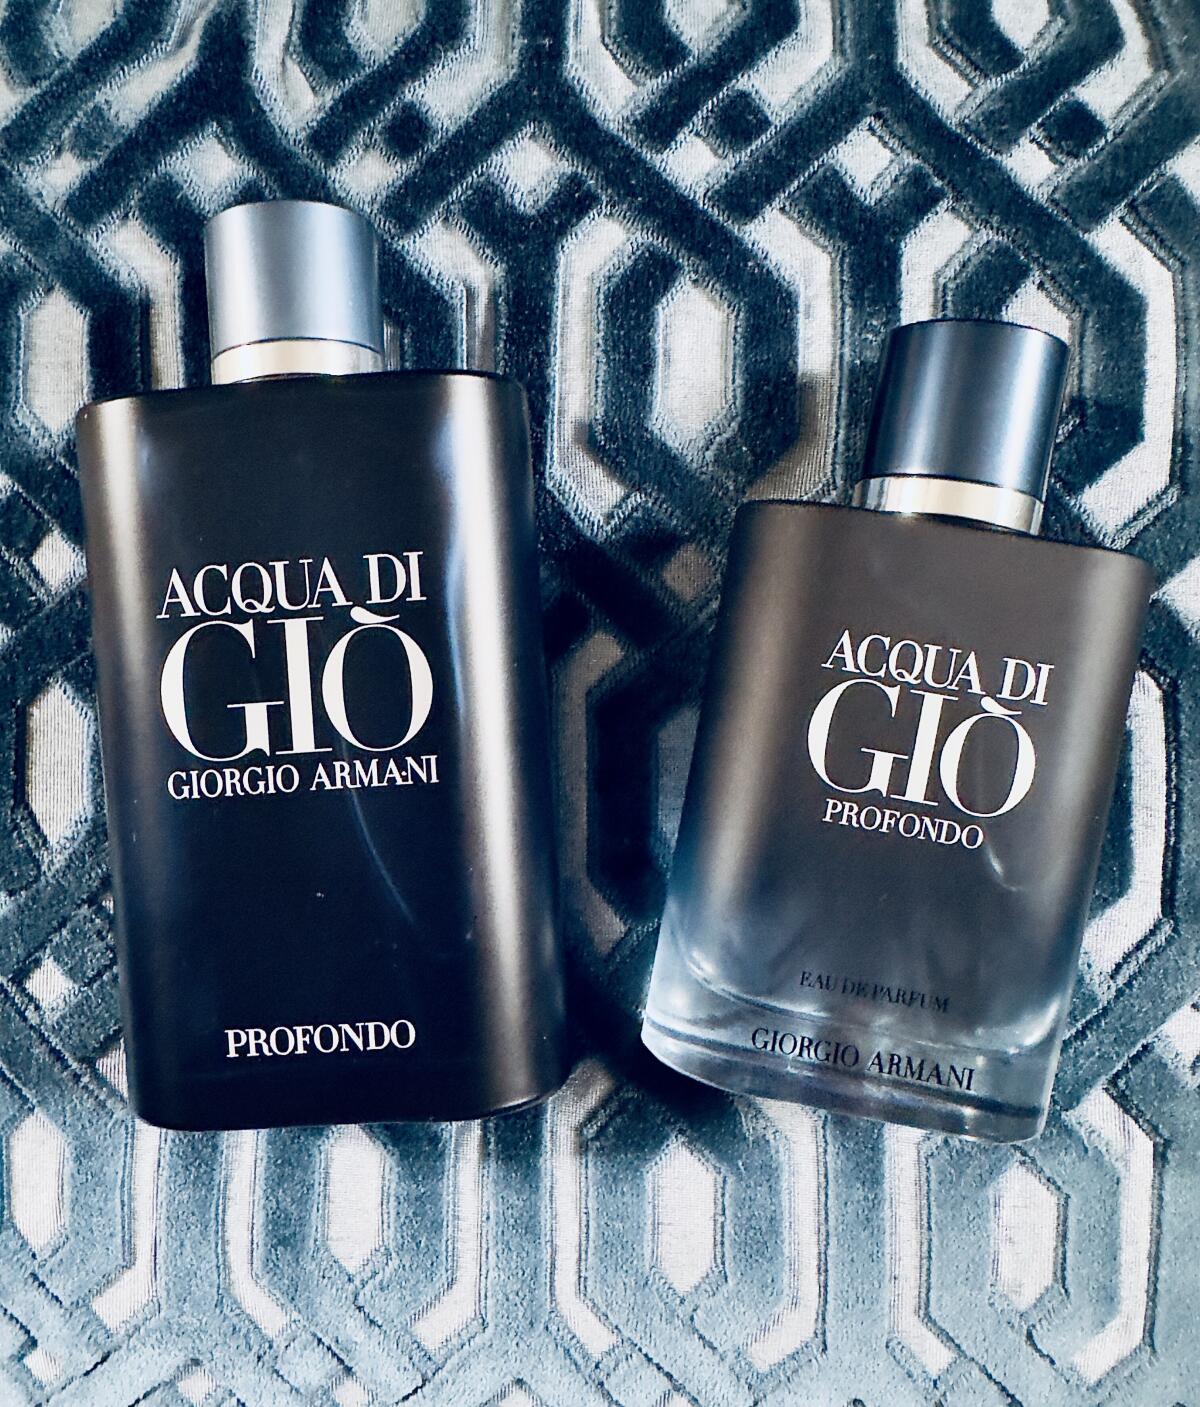 ACQUA DI
GIÒ
GIORGIO ARMANI
PROFONDO
ACQUA DI
GIÒ
PROFONDO
EAU DE PARFUM
GIORGIO ARMANI